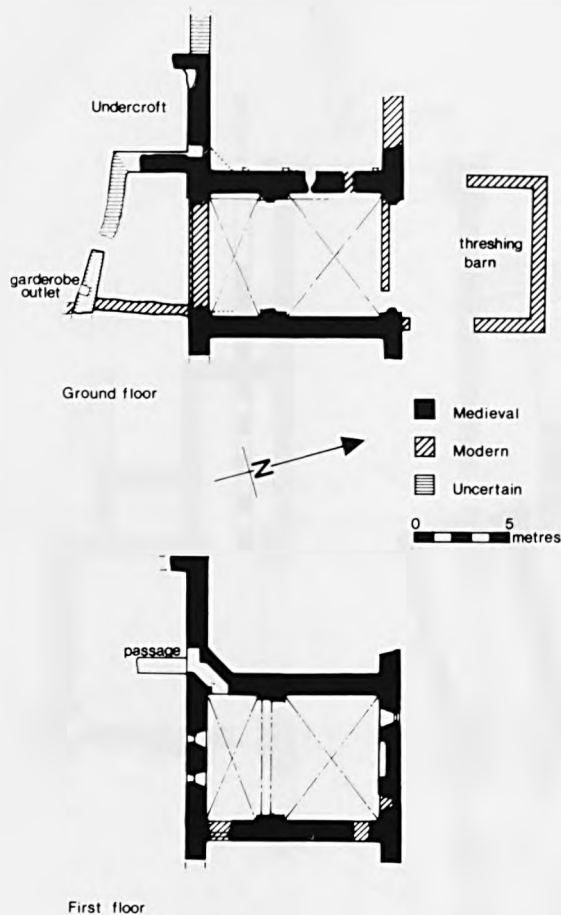 Undercroft
threshing
barn
garderobe
outlet
Ground floor
Medieval
Modern
Uncertain
N
0 5
metres
passage
First floor